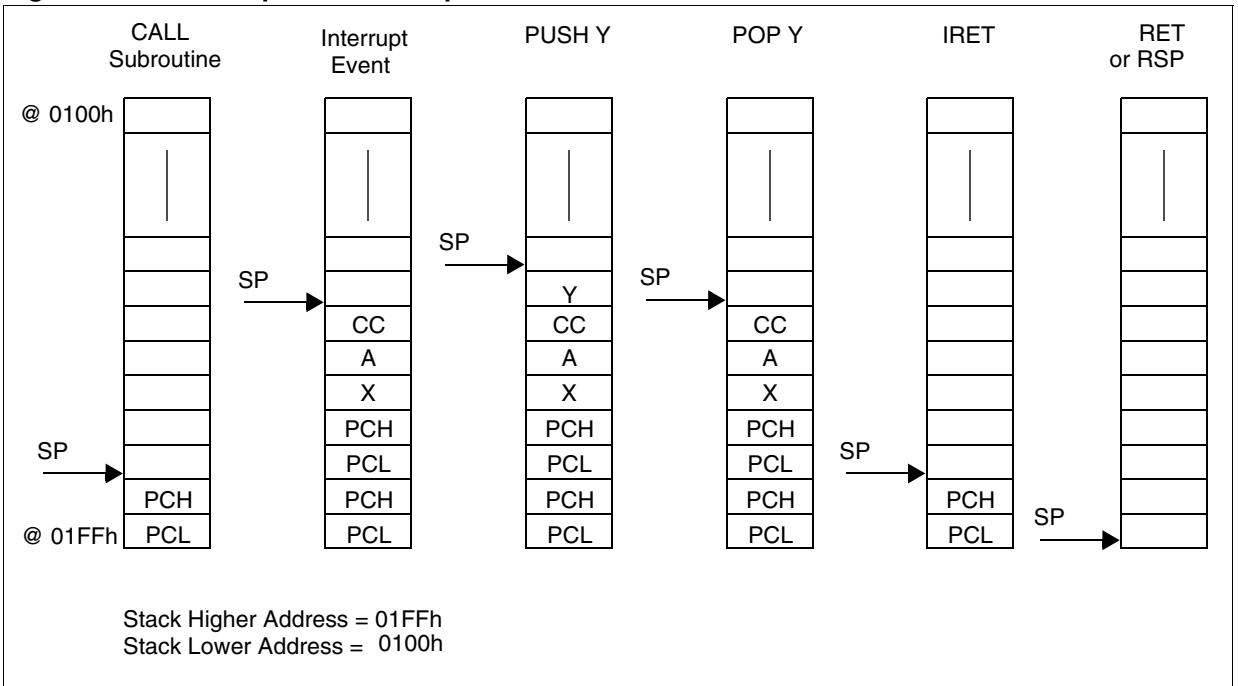 CALL
Subroutine
Interrupt
Event
PUSH Y
POP Y
IRET
RET
or RSP
@ 0100h
SP
SP
SP
Y
CC
CC
CC
A
A
A
X
X
X
PCH
PCH
PCH
SP
SP
PCL
PCL
PCL
PCH
PCH
PCH
PCH
PCH
SP
@ 01FFh
PCL
PCL
PCL
PCL
PCL
Stack Higher Address = 01FFh
Stack Lower Address = 0100h